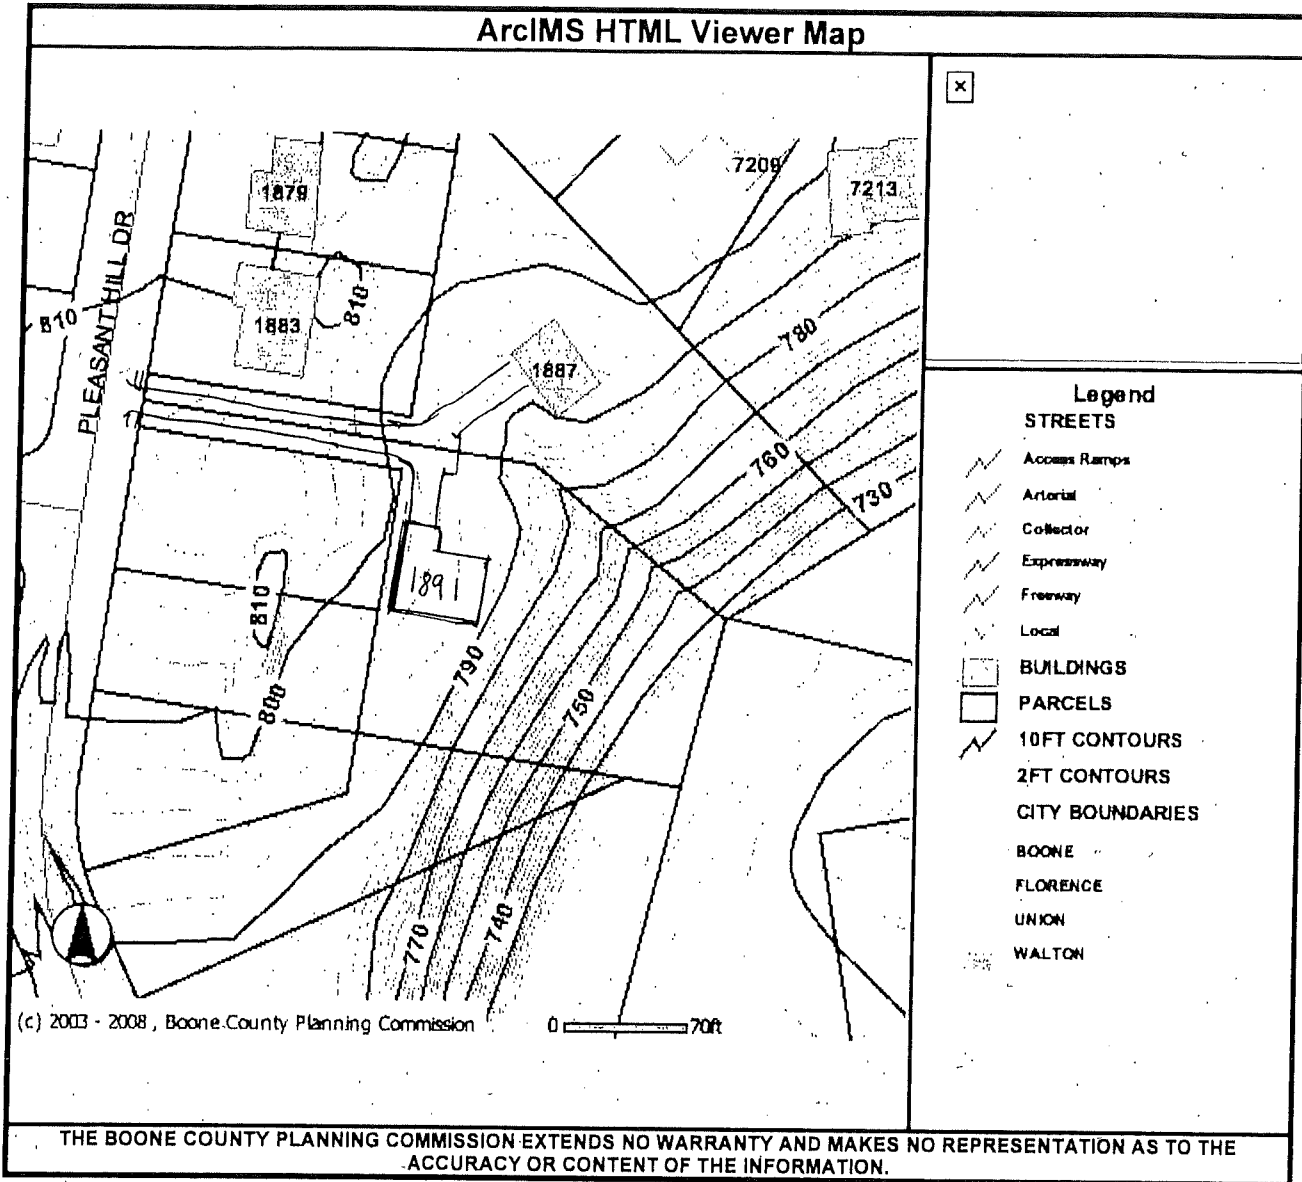 ArcIMS HTML Viewer Map
1879
7209
7213
PLEASANT HILL DR
810
1883
810
780
1887
760
730
1891
810
790
800
750
770
740
(c) 2003 - 2008 , Boone County Planning Commission
0 70ft
Legend
STREETS
Access Ramps
Arterial
Collector
Expressway
Freeway
Local
BUILDINGS
PARCELS
10FT CONTOURS
2FT CONTOURS
CITY BOUNDARIES
BOONE
FLORENCE
UNION
WALTON
THE BOONE COUNTY PLANNING COMMISSION EXTENDS NO WARRANTY AND MAKES NO REPRESENTATION AS TO THE
ACCURACY OR CONTENT OF THE INFORMATION.